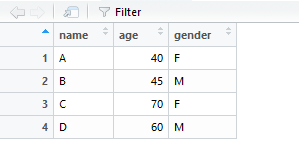 Filter
name age gender
1 A 40 F
2 B 45 M
3 C 70 F
4 D 60 M